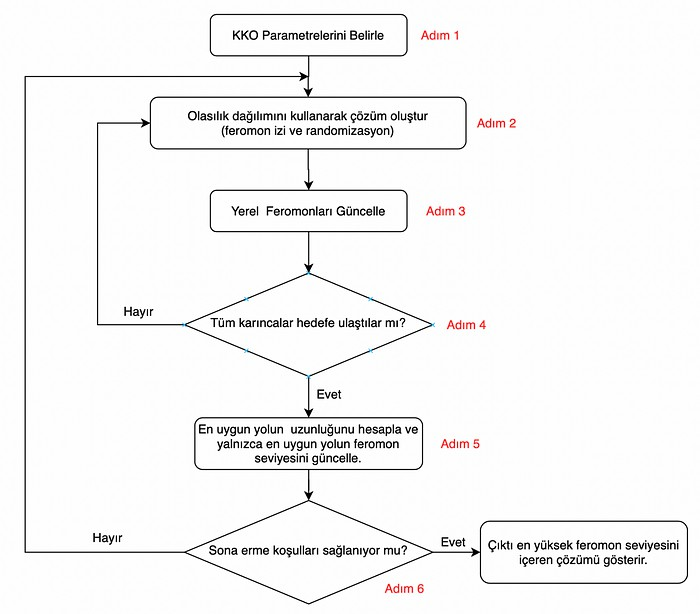 KKO Parametrelerini Belirle
Adım 1
Olasılık dağılımını kullanarak çözüm oluştur
(feromon izi ve randomizasyon)
Adım 2
Yerel Feromonları Güncelle
Adım 3
Hayır
Tüm karıncalar hedefe ulaştılar mı?
Adım 4
Evet
En uygun yolun uzunluğunu hesapla ve
yalnızca en uygun yolun feromon
seviyesini güncelle.
Adım 5
Hayır
Sona erme koşulları sağlanıyor mu?
Evet
Çıktı en yüksek feromon seviyesini
içeren çözümü gösterir.
Adım 6